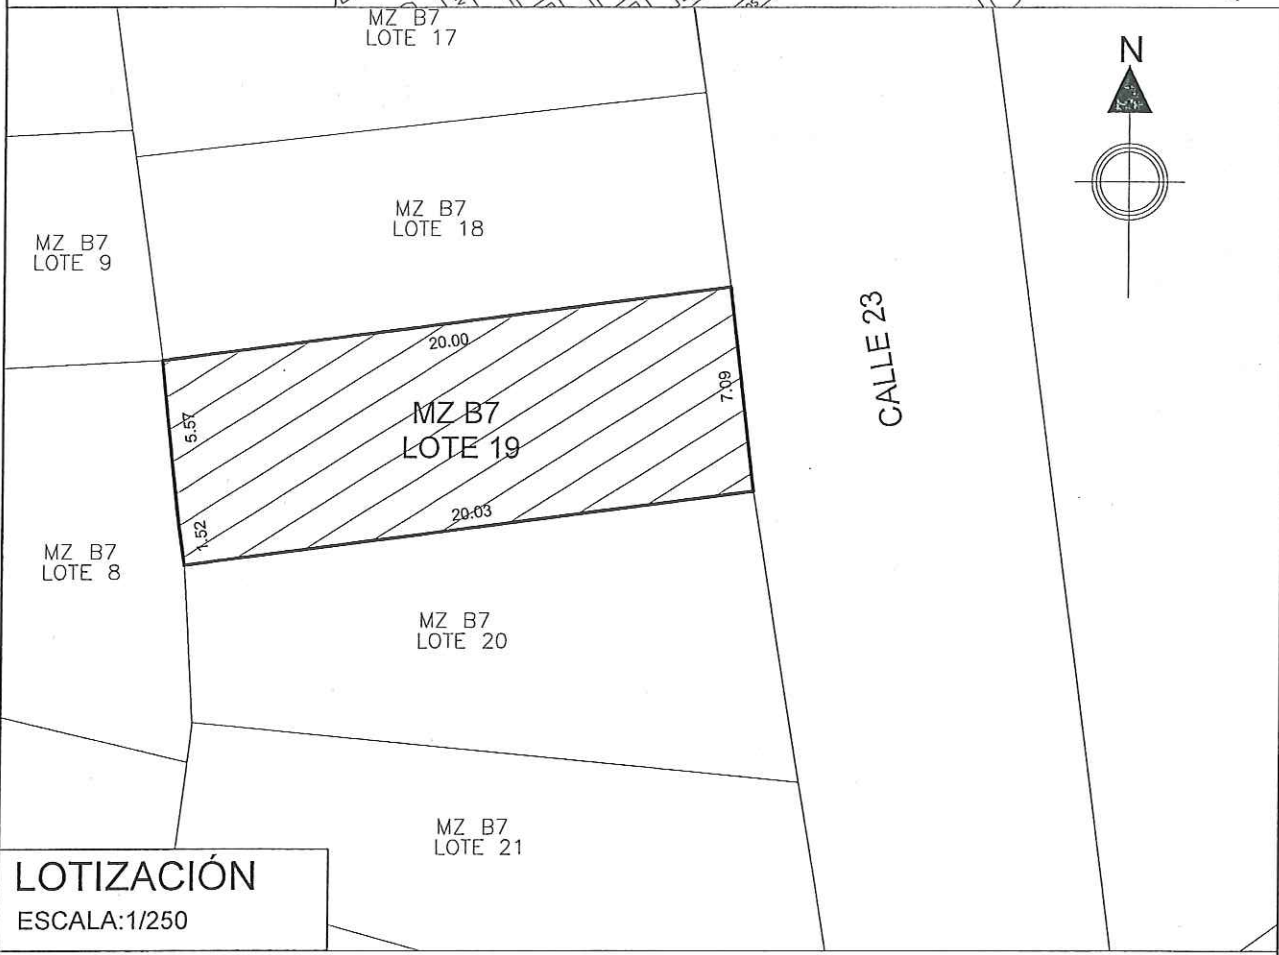 MZ B7
LOTE 17
N
MZ B7
LOTE 18
MZ B7
LOTE 9
CALLE 23
20.00
7.09
5.57
MZ B7
LOTE 19
20.03
1.52
MZ B7
LOTE 8
MZ B7
LOTE 20
MZ B7
LOTE 21
LOTIZACIÓN
ESCALA:1/250